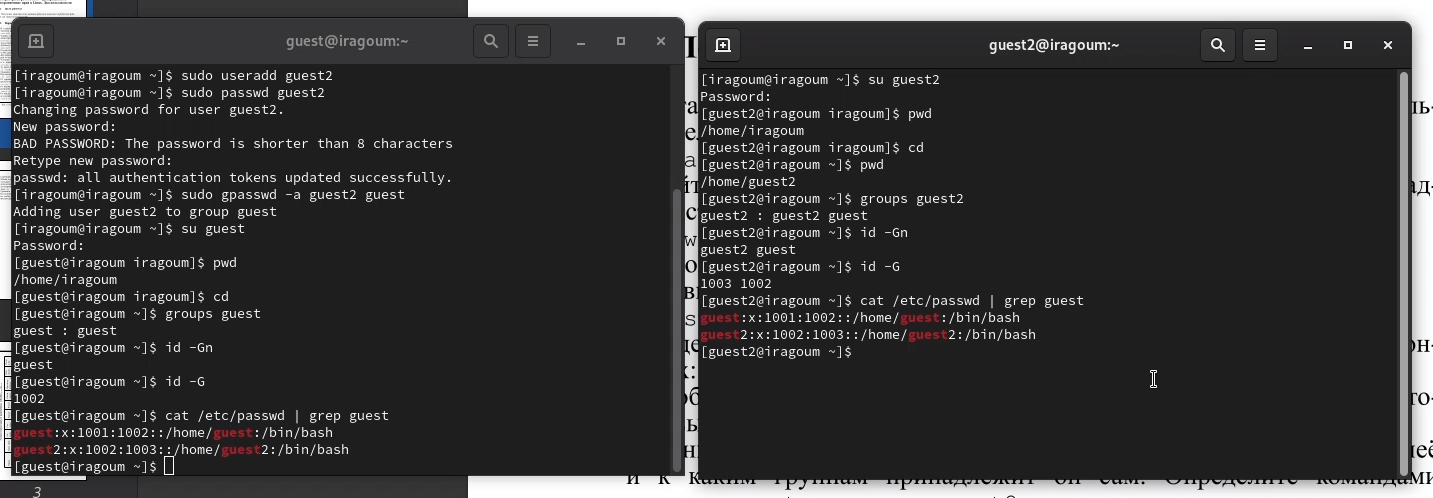 guest@iragoum:~
[iragoum@iragoum ~]$ sudo useradd guest2
[iragoum@iragoum ~]$ sudo passwd guest2
Changing password for user guest2.
New password:
BAD PASSWORD: The password is shorter than 8 characters
Retype new password:
passwd: all authentication tokens updated successfully.
[iragoum@iragoum ~]$ sudo gpasswd -a guest2 guest
Adding user guest2 to group guest
[iragoum@iragoum ~]$ su guest
Password:
[guest@iragoum iragoum]$ pwd
/home/iragoum
[guest@iragoum iragoum]$ cd
[guest@iragoum ~]$ groups guest
guest : guest
[guest@iragoum ~]$ id -Gn
guest
[guest@iragoum ~]$ id -G
1002
[guest@iragoum ~]$ cat /etc/passwd | grep guest
guest:x:1001:1002::/home/guest:/bin/bash
guest2:x:1002:1003::/home/guest2:/bin/bash
[guest@iragoum ~]$
3
guest2@iragoum:~
[iragoum@iragoum ~]$ su guest2
Password:
[guest2@iragoum iragoum]$ pwd
/home/iragoum
[guest2@iragoum iragoum]$ cd
[guest2@iragoum ~]$ pwd
/home/guest2
[guest2@iragoum ~]$ groups guest2
guest2 : guest2 guest
[guest2@iragoum ~]$ id -Gn
guest2 guest
[guest2@iragoum ~]$ id -G
1003 1002
[guest2@iragoum ~]$ cat /etc/passwd | grep guest
guest:x:1001:1002::/home/guest:/bin/bash
guest2:x:1002:1003::/home/guest2:/bin/bash
[guest2@iragoum ~]$
и к каким группам принадлежит он сам. Определите командами